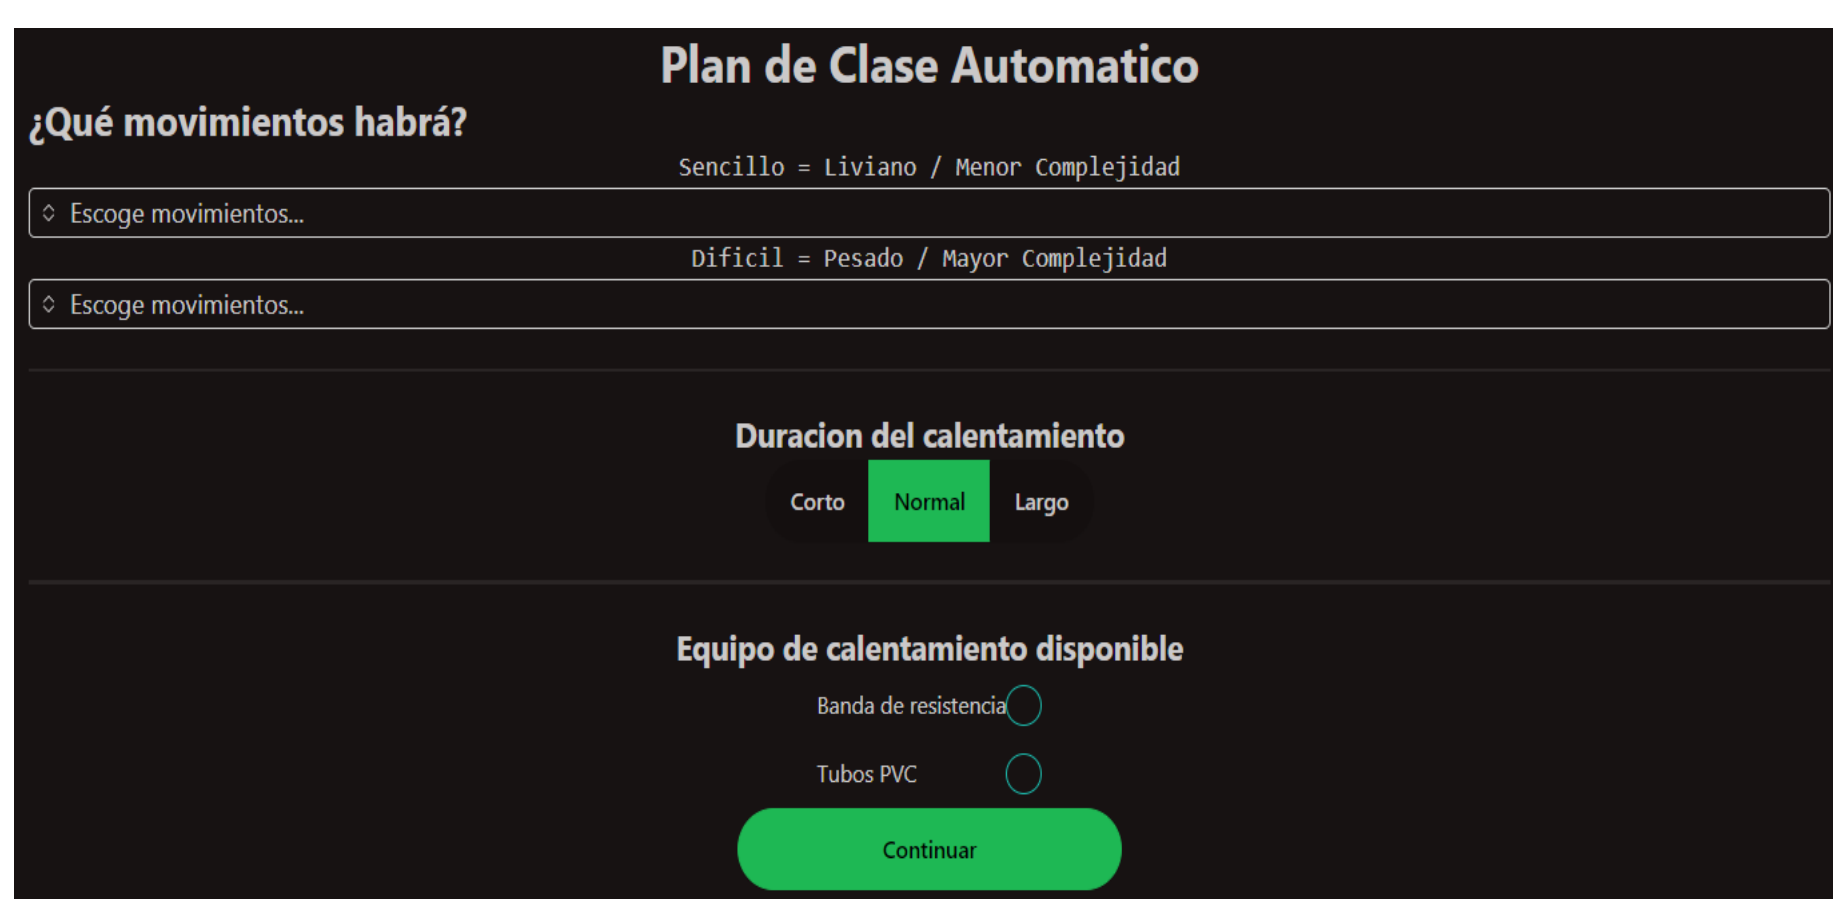 Plan de Clase Automatico
¿Qué movimientos habrá?
Sencillo = Liviano / Menor Complejidad
Escoge movimientos...
Dificil = Pesado / Mayor Complejidad
Escoge movimientos...
Duracion del calentamiento
Corto Normal Largo
Equipo de calentamiento disponible
Banda de resistencia
Tubos PVC
Continuar